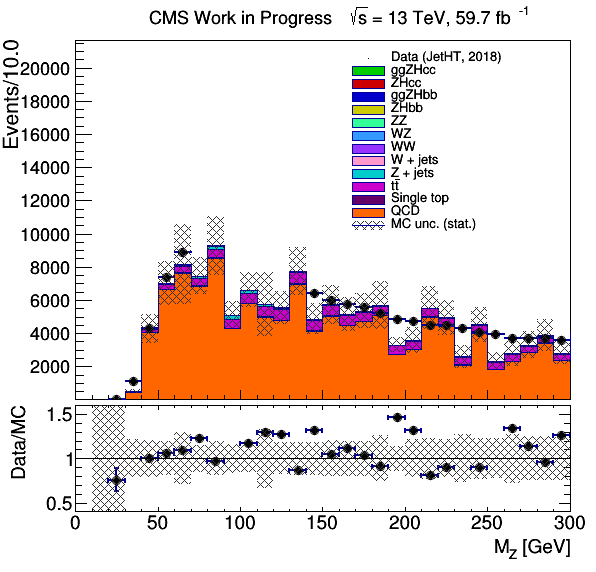 CMS Work in Progress √s = 13 TeV, 59.7 fb⁻¹
Events/10.0
20000
18000
16000
14000
12000
10000
8000
6000
4000
2000
Data (JetHT, 2018)
ggZHcc
ZHcc
ggZHbb
ZHbb
ZZ
WZ
WW
W + jets
Z + jets
tt̄
Single top
QCD
MC unc. (stat.)
Data/MC
1.5
1
0.5
0 50 100 150 200 250 300
M_Z [GeV]